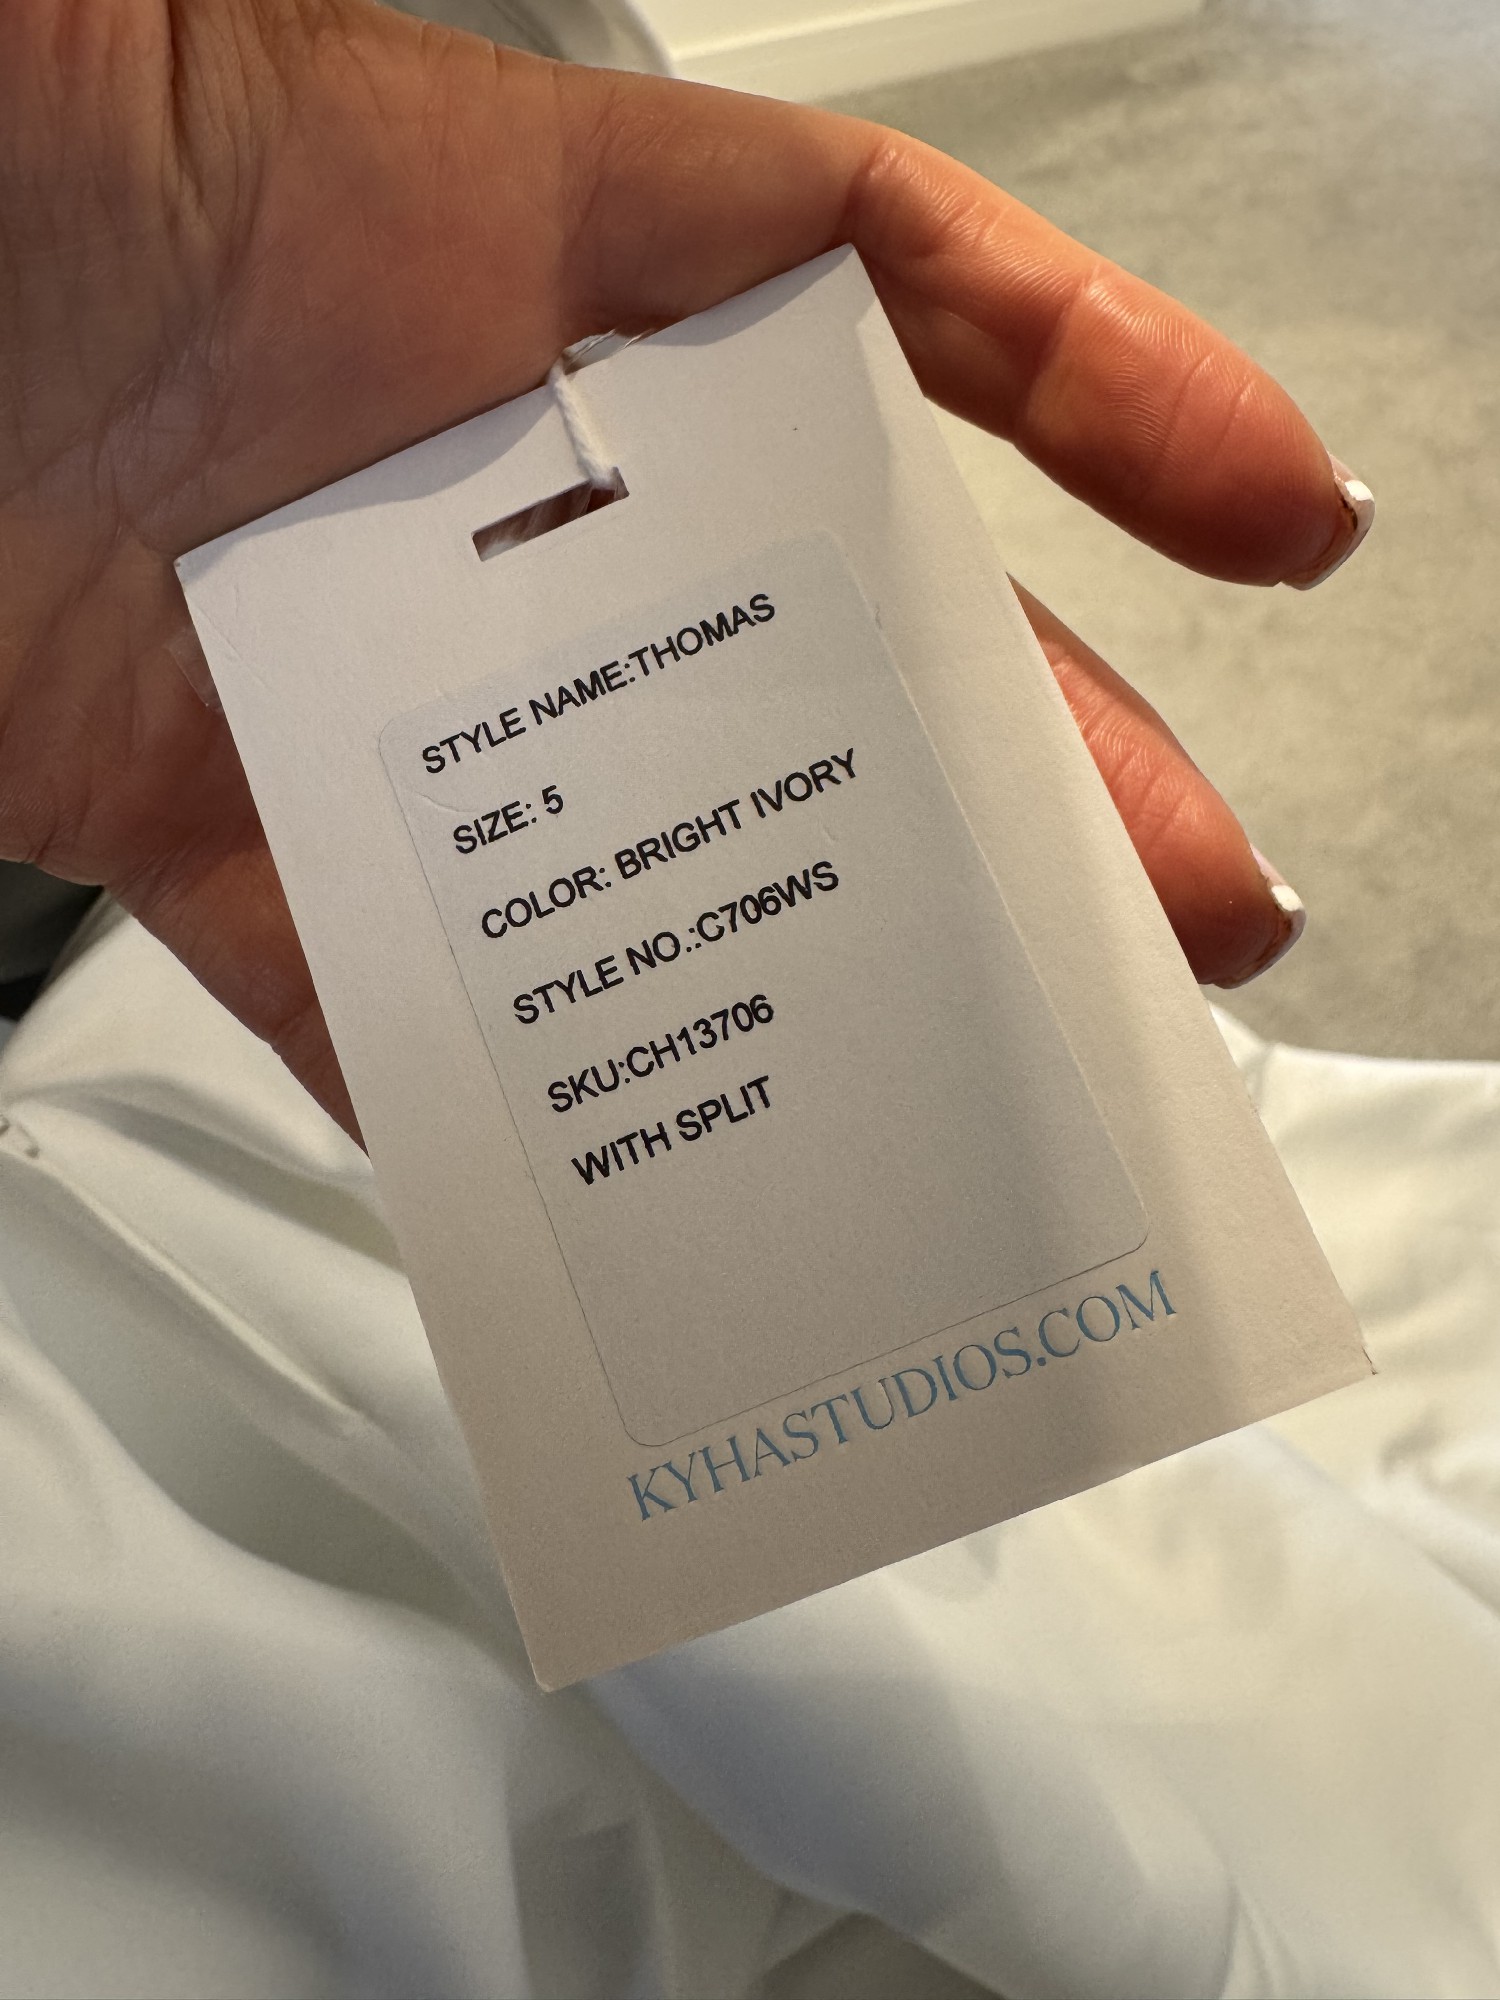 STYLE NAME:THOMAS
SIZE: 5
COLOR: BRIGHT IVORY
STYLE NO.:C706WS
SKU:CH13706
WITH SPLIT
KYHASTUDIOS.COM